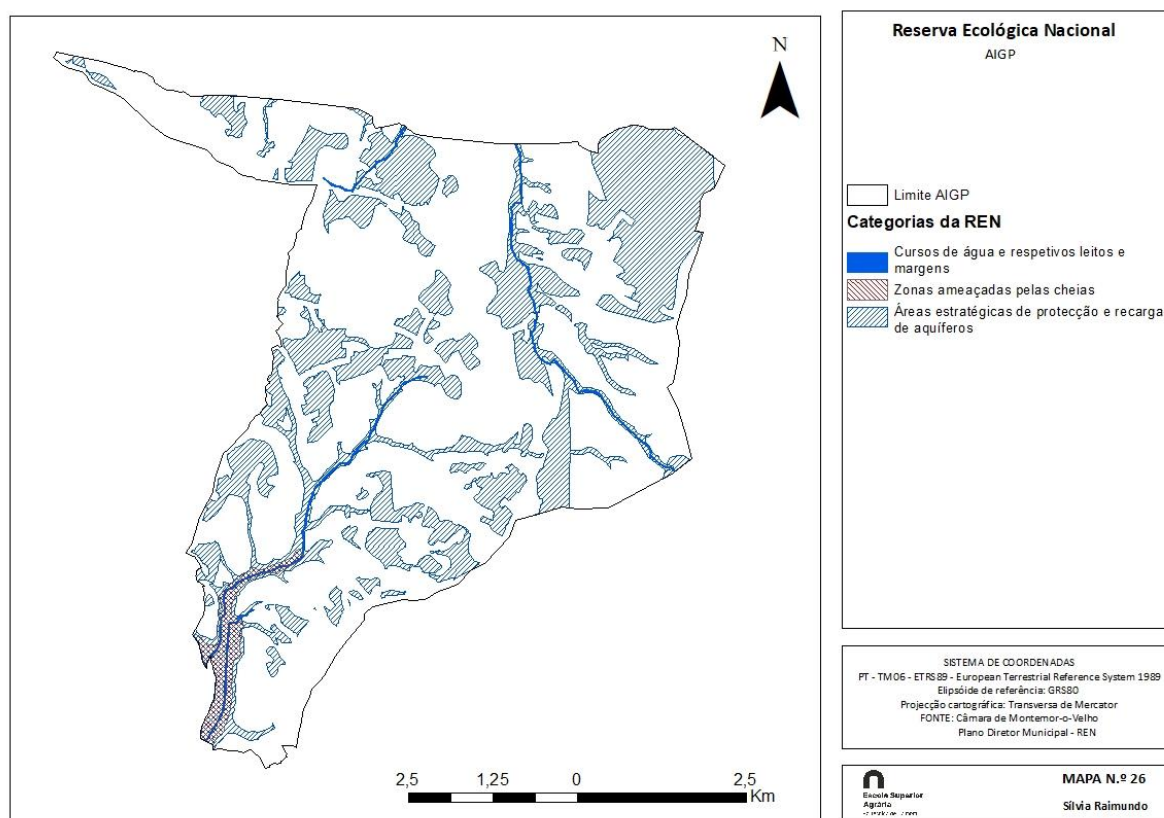 N
2,5
1,25
0
2,5
Km
Reserva Ecológica Nacional
AIGP
Limite AIGP
Categorias da REN
Cursos de água e respetivos leitos e
margens
Zonas ameaçadas pelas cheias
Áreas estratégicas de protecção e recarga
de aquíferos
SISTEMA DE COORDENADAS
PT - TM06 - ETRS89 - European Terrestrial Reference System 1989
Elipsóide de referência: GRS80
Projecção cartográfica: Transversa de Mercator
FONTE: Câmara de Montemor-o-Velho
Plano Diretor Municipal - REN
Escola Superior
Agrária
MAPA N.º 26
Sílvia Raimundo